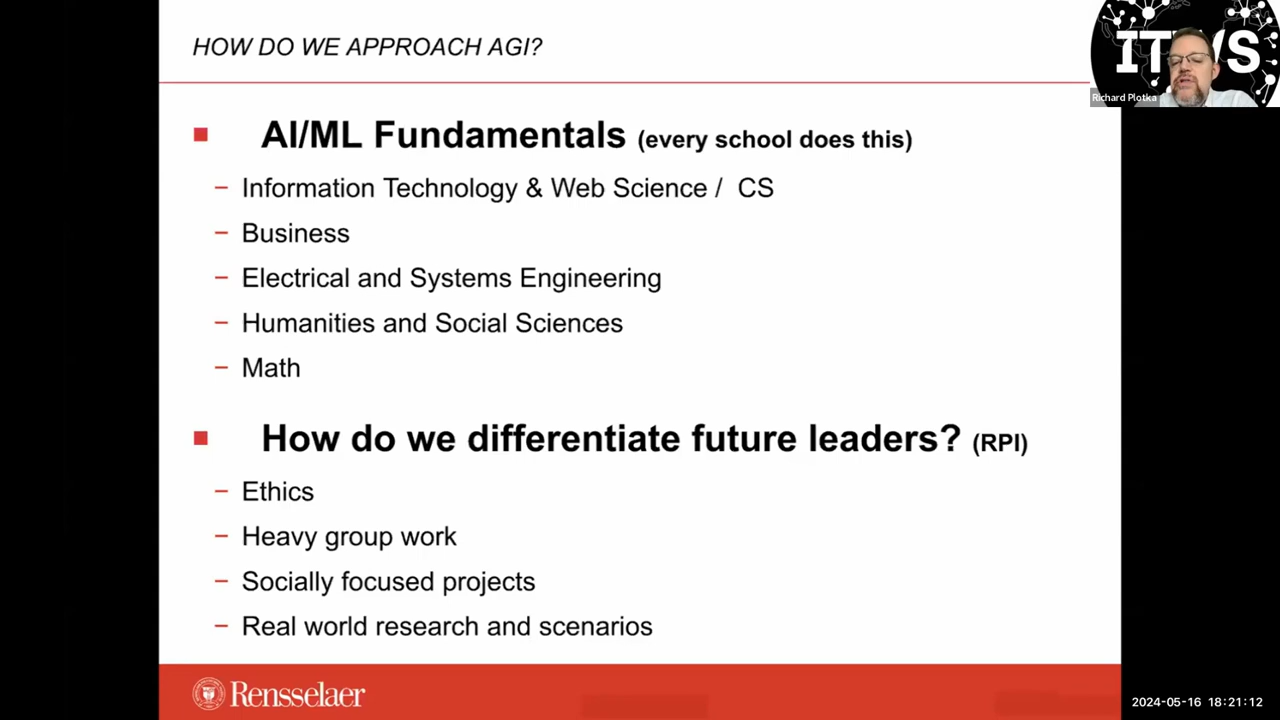 HOW DO WE APPROACH AGI?
AI/ML Fundamentals (every school does this)
– Information Technology & Web Science / CS
– Business
– Electrical and Systems Engineering
– Humanities and Social Sciences
– Math
How do we differentiate future leaders? (RPI)
– Ethics
– Heavy group work
– Socially focused projects
– Real world research and scenarios
Rensselaer
Richard Plotka
2024-05-16 18:21:12